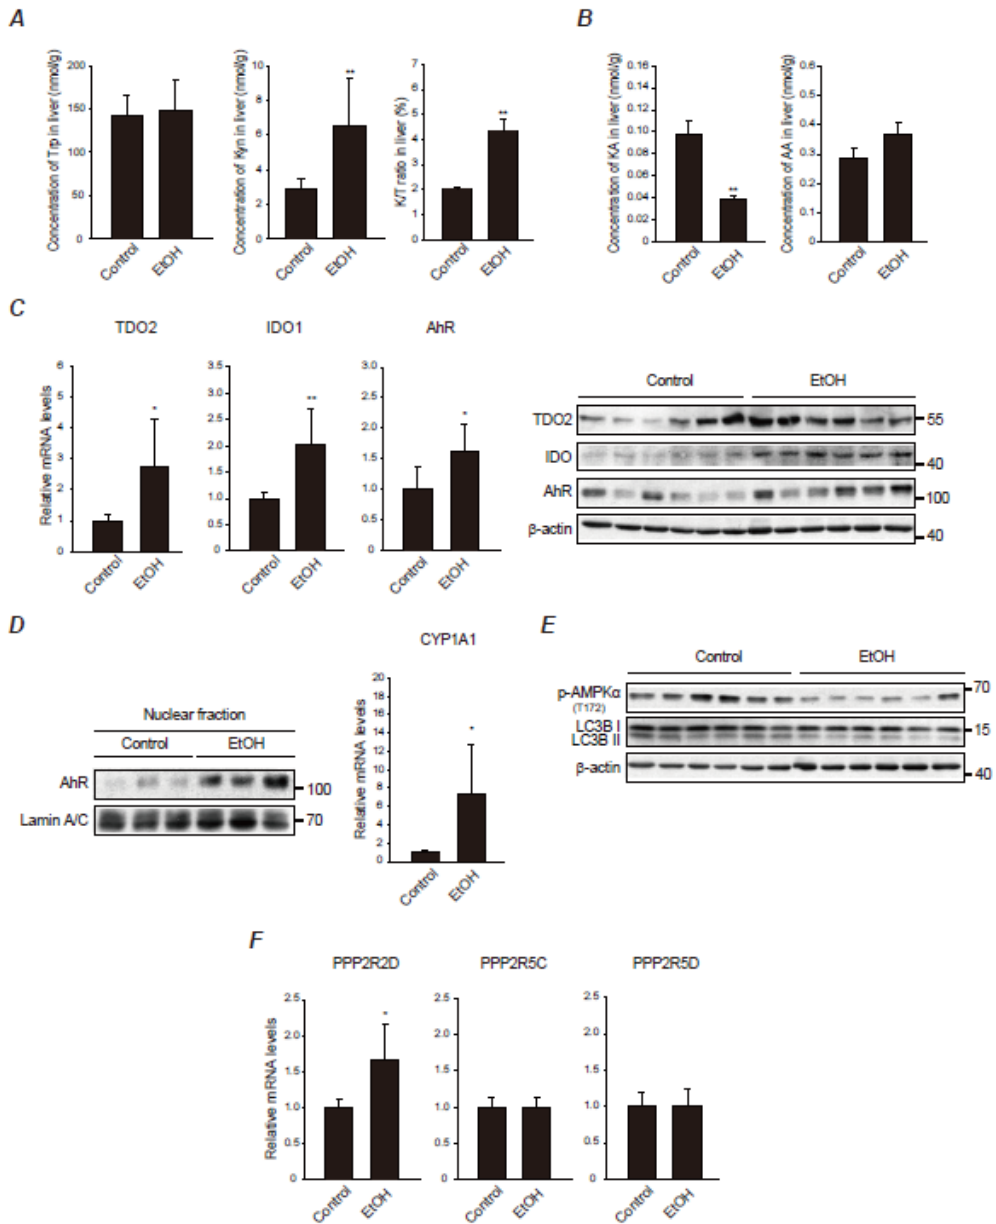 A
Concentration of Trp in liver (nmol/g)
200
150
100
50
0
Control
EtOH
Concentration of Kyn in liver (nmol/g)
10
8
6
4
2
0
**
Control
EtOH
K/T ratio in liver (%)
7
6
5
4
3
2
1
0
**
Control
EtOH
B
Concentration of KA in liver (nmol/g)
0.16
0.14
0.12
0.10
0.08
0.06
0.04
0.02
0
**
Control
EtOH
Concentration of AA in liver (nmol/g)
0.6
0.5
0.4
0.3
0.2
0.1
0
Control
EtOH
C
TDO2
Relative mRNA levels
6
5
4
3
2
1
0
*
Control
EtOH
IDO1
3.5
3.0
2.5
2.0
1.5
1.0
0.5
0
**
Control
EtOH
AhR
3.0
2.5
2.0
1.5
1.0
0.5
0
*
Control
EtOH
Control EtOH
TDO2 55
IDO 40
AhR 100
β-actin 40
D
Nuclear fraction
Control EtOH
AhR 100
Lamin A/C 70
CYP1A1
Relative mRNA levels
20
18
16
14
12
10
8
6
4
2
0
*
Control
EtOH
E
Control EtOH
p-AMPKα 70
(T172)
LC3B I 15
LC3B II
β-actin 40
F
PPP2R2D
Relative mRNA levels
2.5
2.0
1.5
1.0
0.5
0
*
Control
EtOH
PPP2R5C
2.5
2.0
1.5
1.0
0.5
0
Control
EtOH
PPP2R5D
2.5
2.0
1.5
1.0
0.5
0
Control
EtOH